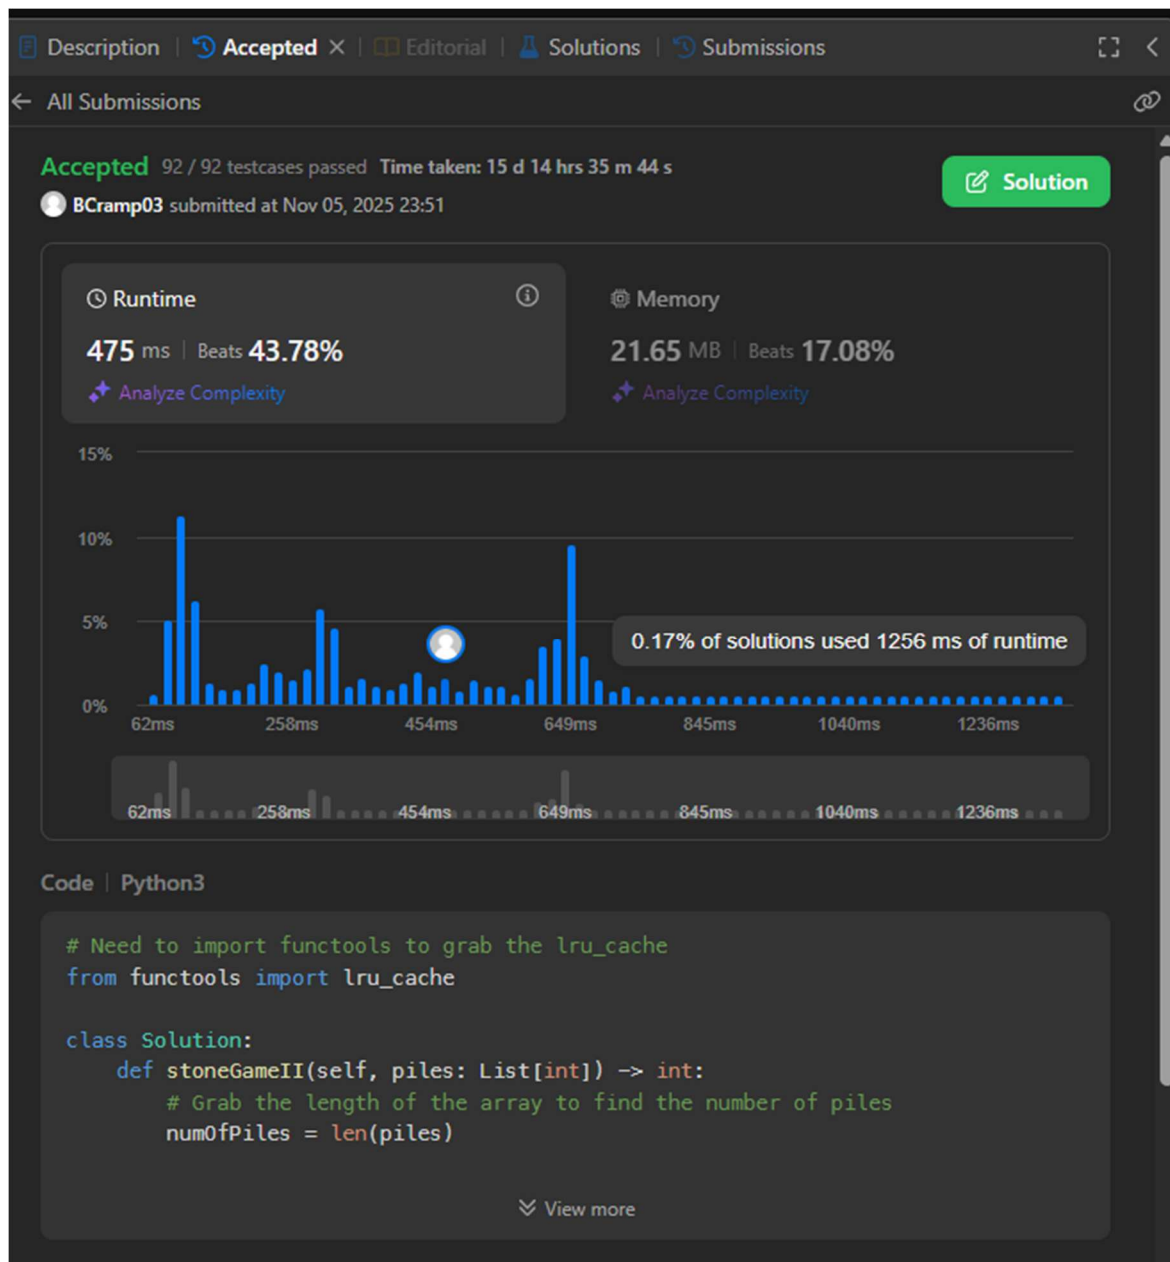 Description | Accepted × | Editorial | Solutions | Submissions
← All Submissions
Accepted 92 / 92 testcases passed Time taken: 15 d 14 hrs 35 m 44 s
Solution
BCramp03 submitted at Nov 05, 2025 23:51
Runtime
475 ms | Beats 43.78%
Analyze Complexity
Memory
21.65 MB | Beats 17.08%
Analyze Complexity
15%
10%
5%
0%
0.17% of solutions used 1256 ms of runtime
62ms 258ms 454ms 649ms 845ms 1040ms 1236ms
62ms 258ms 454ms 649ms 845ms 1040ms 1236ms
Code | Python3
# Need to import functools to grab the lru_cache
from functools import lru_cache
class Solution:
    def stoneGameII(self, piles: List[int]) -> int:
        # Grab the length of the array to find the number of piles
        numOfPiles = len(piles)
View more